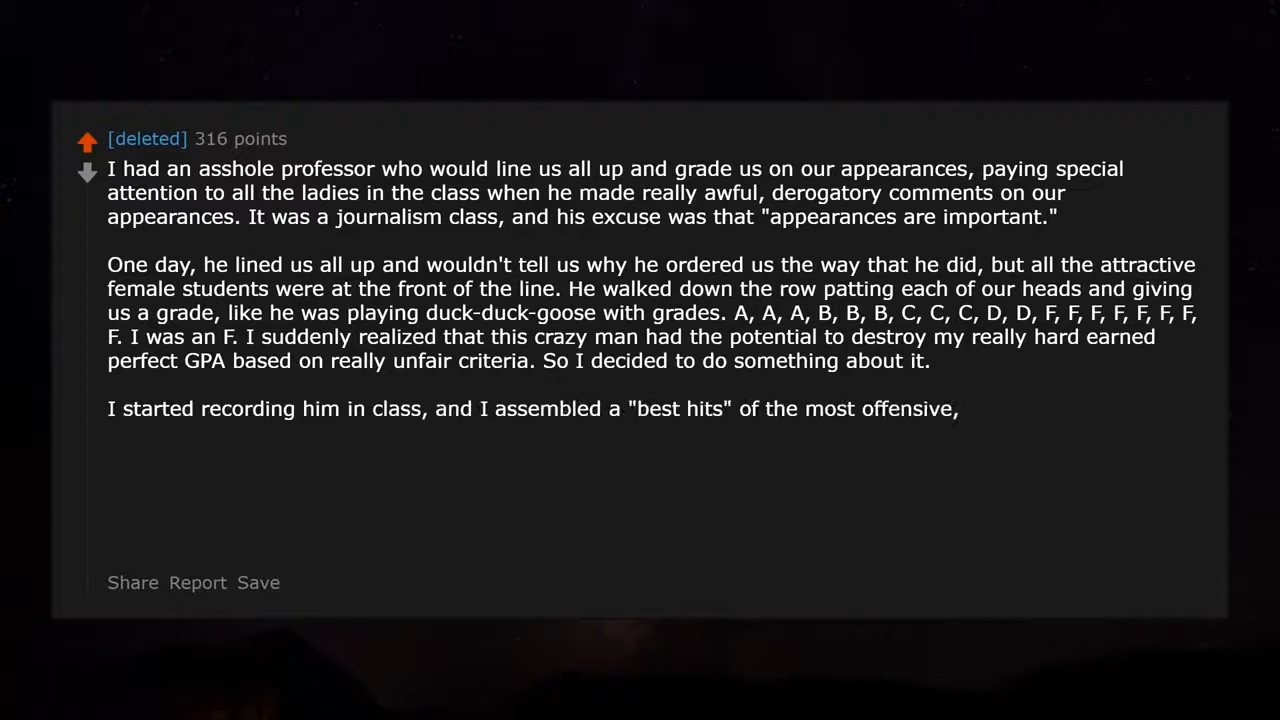 [deleted] 316 points
I had an asshole professor who would line us all up and grade us on our appearances, paying special
attention to all the ladies in the class when he made really awful, derogatory comments on our
appearances. It was a journalism class, and his excuse was that "appearances are important."
One day, he lined us all up and wouldn't tell us why he ordered us the way that he did, but all the attractive
female students were at the front of the line. He walked down the row patting each of our heads and giving
us a grade, like he was playing duck-duck-goose with grades. A, A, A, B, B, B, C, C, C, D, D, F, F, F, F, F, F, F,
F. I was an F. I suddenly realized that this crazy man had the potential to destroy my really hard earned
perfect GPA based on really unfair criteria. So I decided to do something about it.
I started recording him in class, and I assembled a "best hits" of the most offensive,
Share Report Save